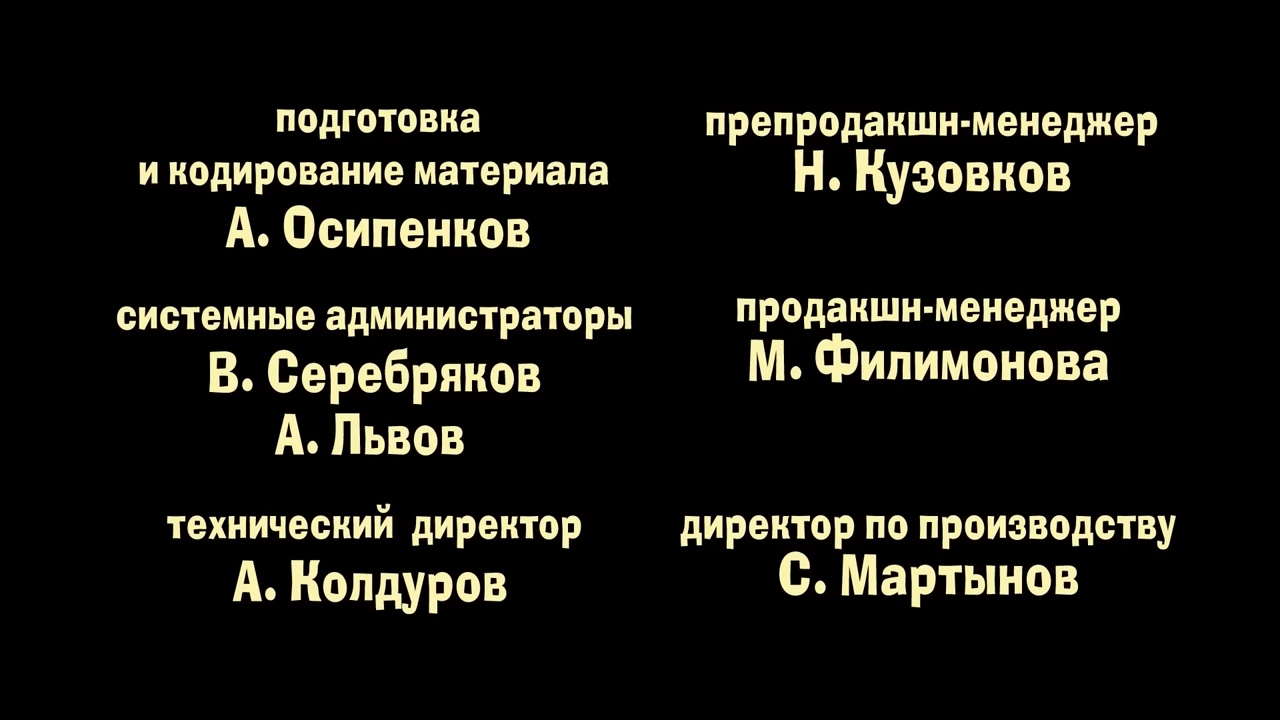 подготовка
и кодирование материала
А. Осипенков
системные администраторы
В. Серебряков
А. Львов
технический директор
А. Колдуров
препродакшн-менеджер
Н. Кузовков
продакшн-менеджер
М. Филимонова
директор по производству
С. Мартынов